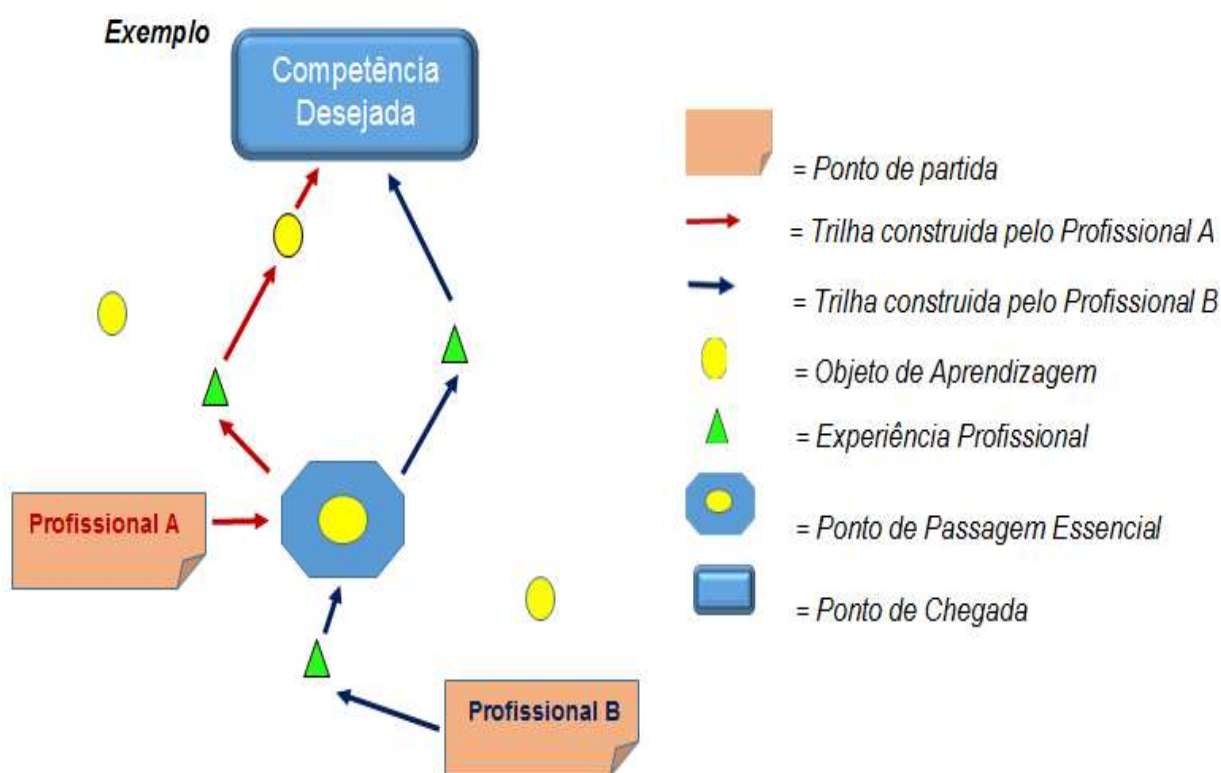 Exemplo
Competência
Desejada
Profissional A
Profissional B
= Ponto de partida
= Trilha construida pelo Profissional A
= Trilha construida pelo Profissional B
= Objeto de Aprendizagem
= Experiência Profissional
= Ponto de Passagem Essencial
= Ponto de Chegada